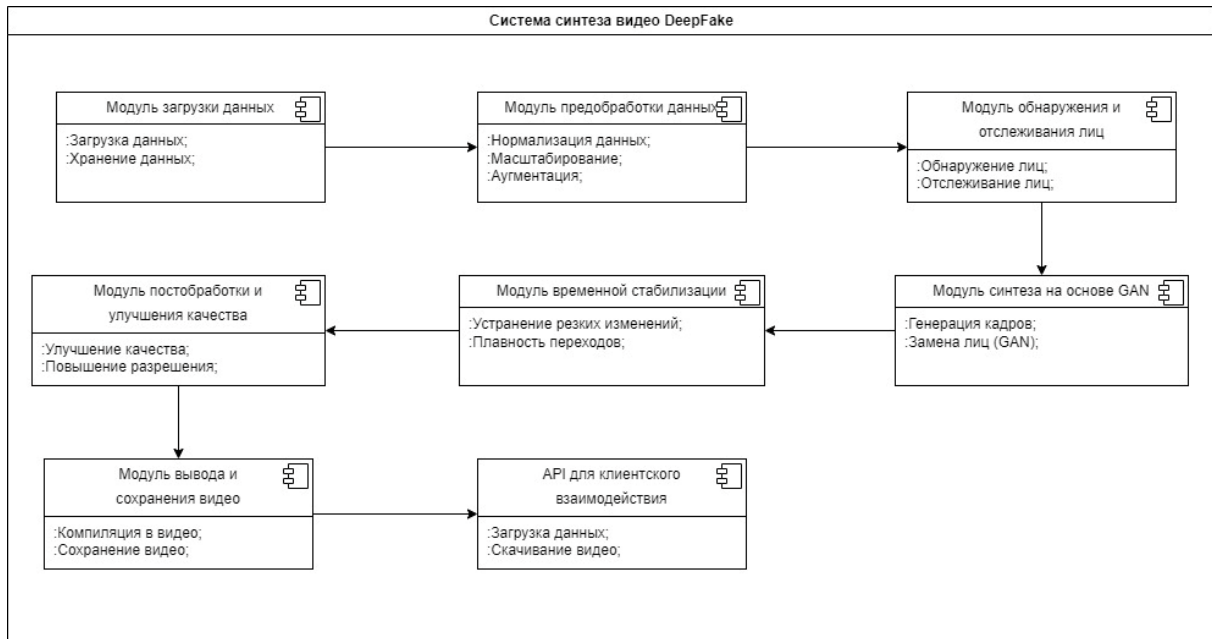 Система синтеза видео DeepFake
Модуль загрузки данных
:Загрузка данных;
:Хранение данных;
Модуль предобработки данных
:Нормализация данных;
:Масштабирование;
:Аугментация;
Модуль обнаружения и
отслеживания лиц
:Обнаружение лиц;
:Отслеживание лиц;
Модуль постобработки и
улучшения качества
:Улучшение качества;
:Повышение разрешения;
Модуль временной стабилизации
:Устранение резких изменений;
:Плавность переходов;
Модуль синтеза на основе GAN
:Генерация кадров;
:Замена лиц (GAN);
Модуль вывода и
сохранения видео
:Компиляция в видео;
:Сохранение видео;
API для клиентского
взаимодействия
:Загрузка данных;
:Скачивание видео;